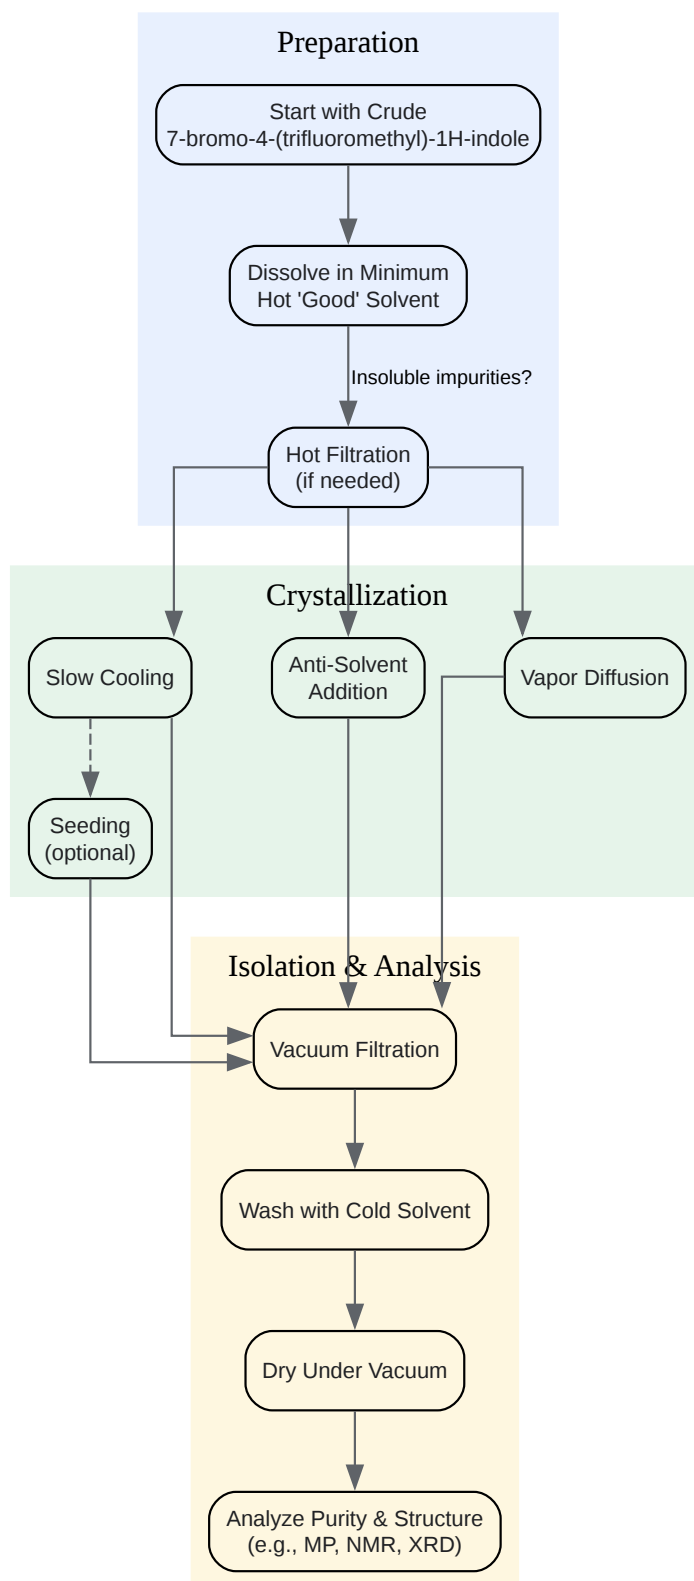 Preparation
Start with Crude
7-bromo-4-(trifluoromethyl)-1H-indole
Dissolve in Minimum
Hot 'Good' Solvent
Insoluble impurities?
Hot Filtration
(if needed)
Crystallization
Slow Cooling
Anti-Solvent
Addition
Vapor Diffusion
Seeding
(optional)
Isolation & Analysis
Vacuum Filtration
Wash with Cold Solvent
Dry Under Vacuum
Analyze Purity & Structure
(e.g., MP, NMR, XRD)